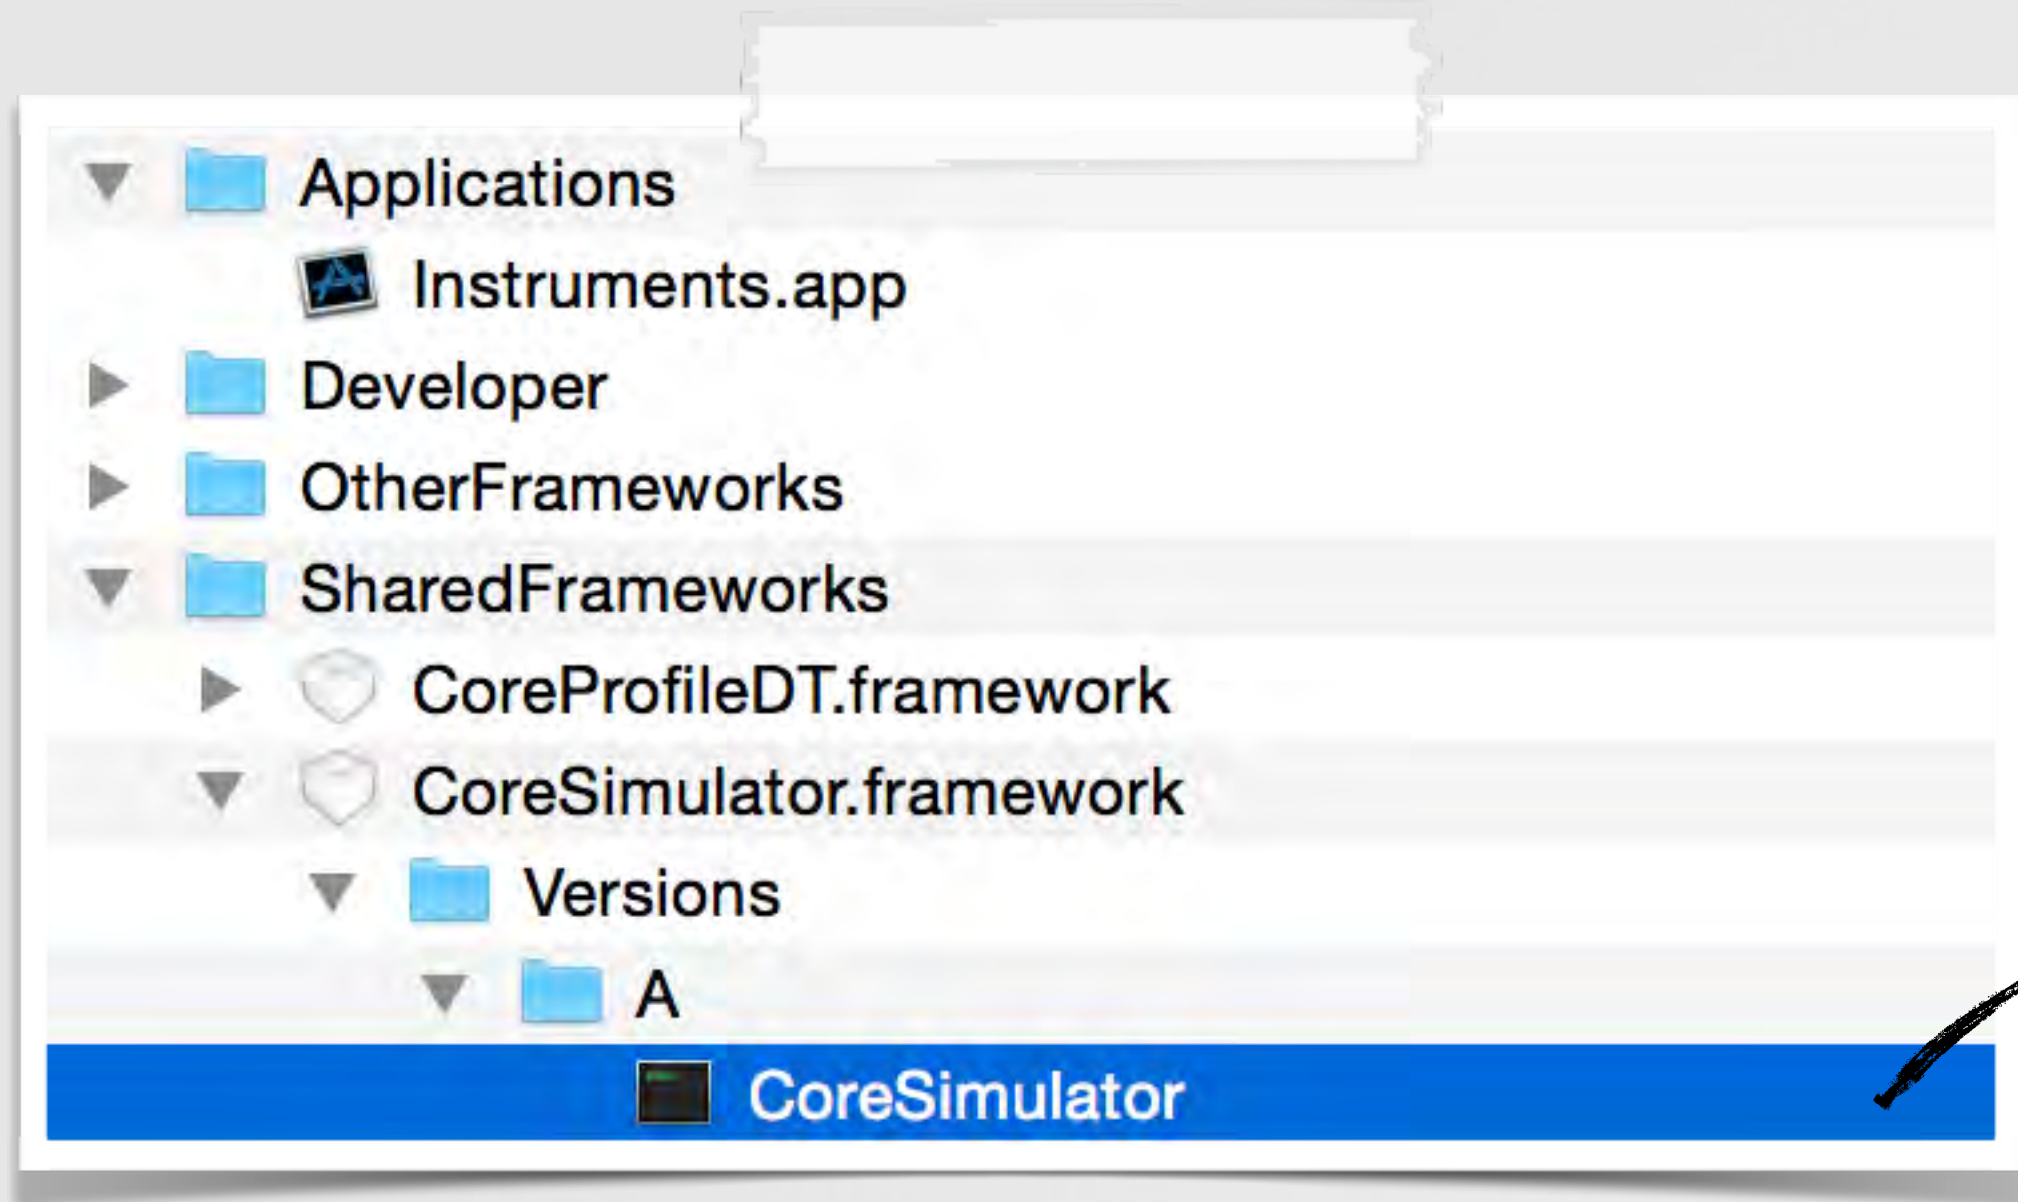 Applications
Instruments.app
Developer
OtherFrameworks
SharedFrameworks
CoreProfileDT.framework
CoreSimulator.framework
Versions
A
CoreSimulator